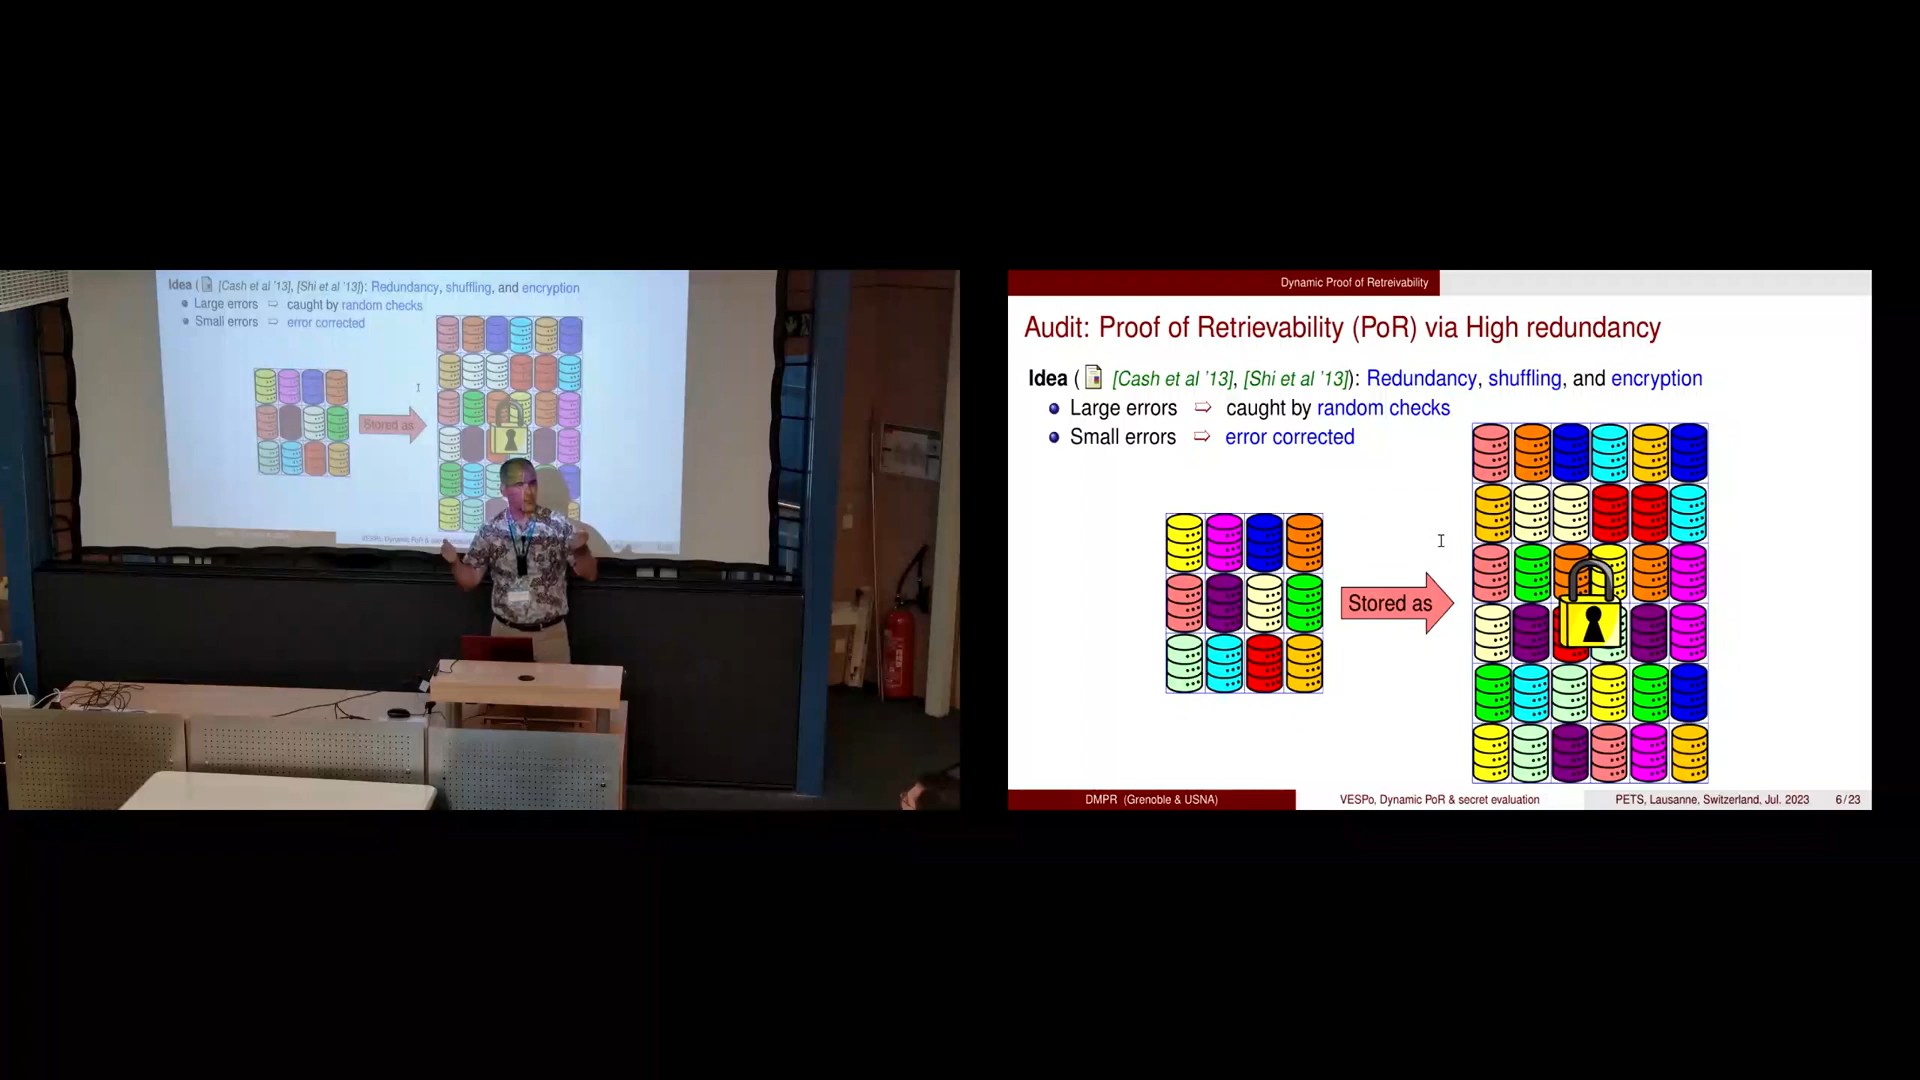 Idea ( [Cash et al '13], [Shi et al '13]): Redundancy, shuffling, and encryption
Large errors ⇨ caught by random checks
Small errors ⇨ error corrected
Stored as
VESPo, Dynamic PoR & secret
Dynamic Proof of Retreivability
Audit: Proof of Retrievability (PoR) via High redundancy
Idea ( [Cash et al '13], [Shi et al '13]): Redundancy, shuffling, and encryption
Large errors ⇨ caught by random checks
Small errors ⇨ error corrected
Stored as
DMPR (Grenoble & USNA) VESPo, Dynamic PoR & secret evaluation PETS, Lausanne, Switzerland, Jul. 2023 6/23